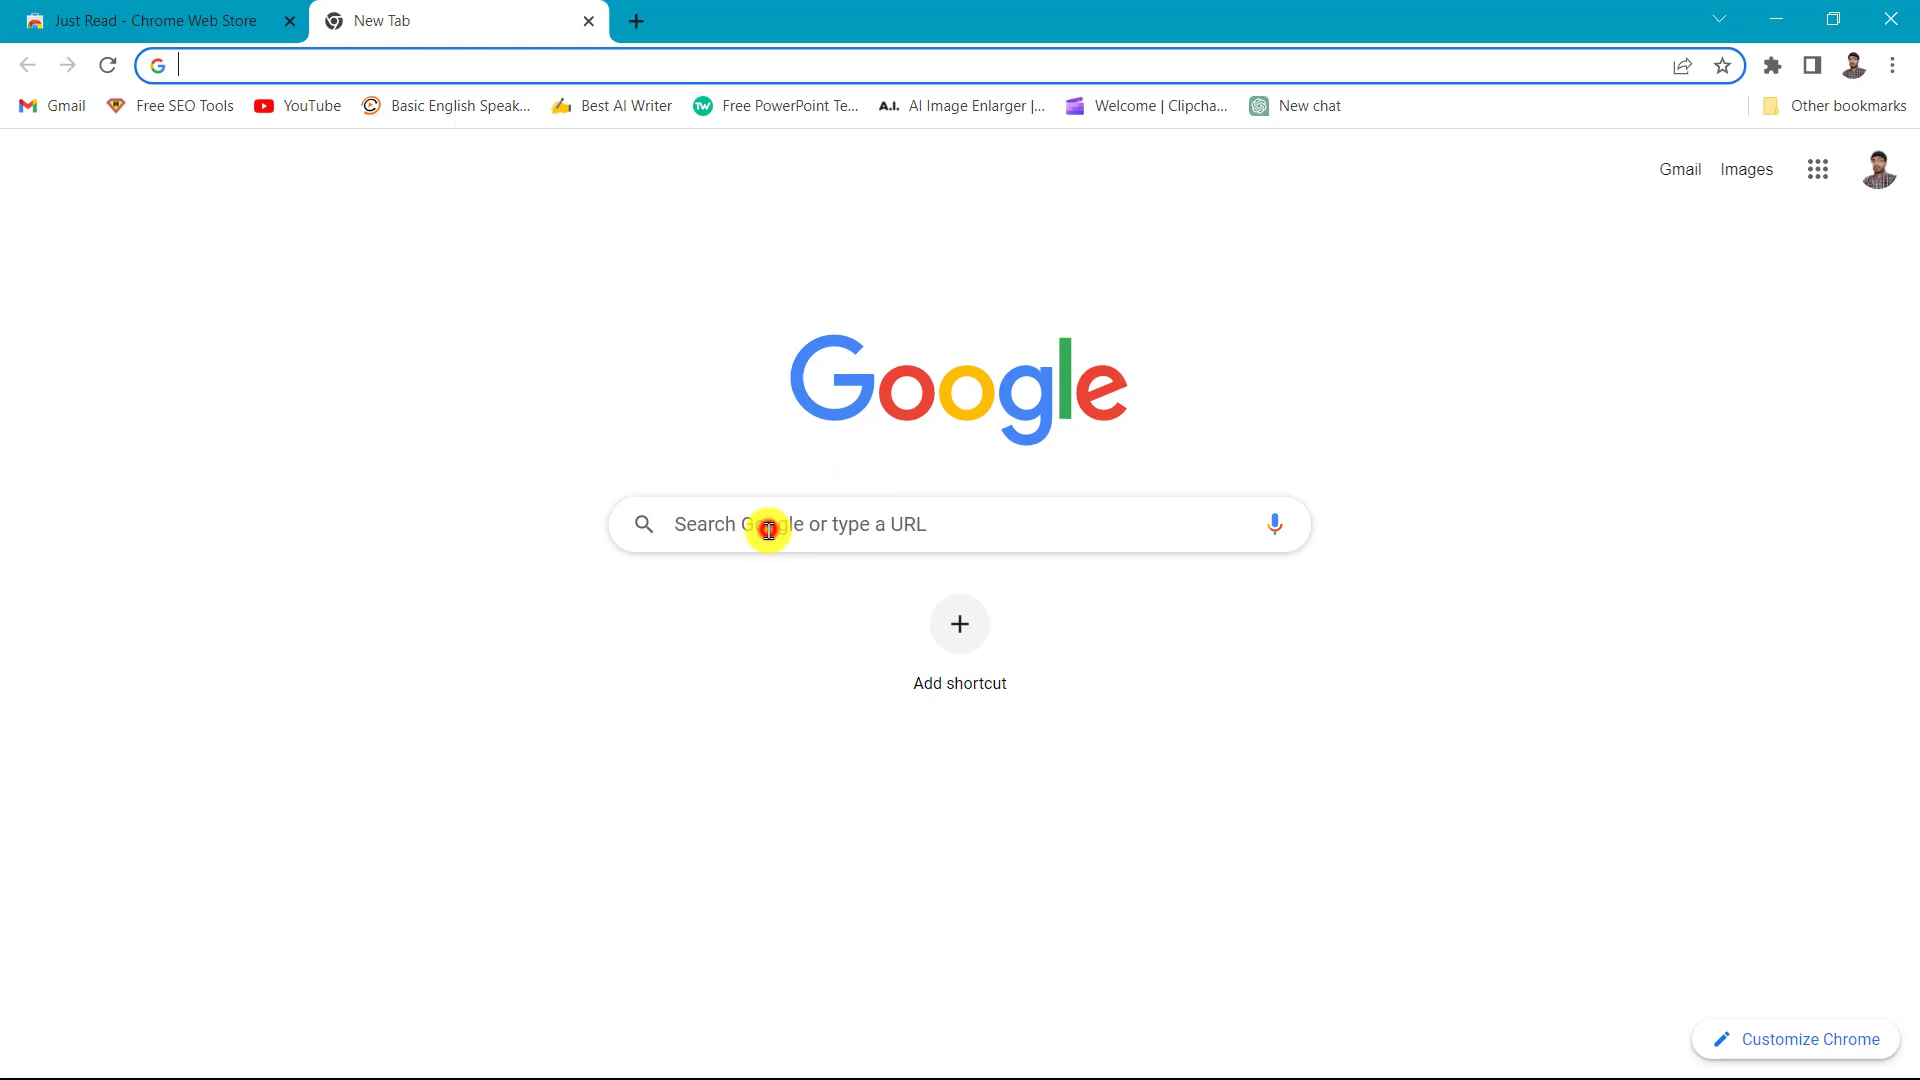 Just Read - Chrome Web Store
New Tab
Gmail
Free SEO Tools
YouTube
Basic English Speak...
Best AI Writer
Free PowerPoint Te...
A.I. AI Image Enlarger |...
Welcome | Clipcha...
New chat
Other bookmarks
Gmail Images
Google
Search Google or type a URL
Add shortcut
Customize Chrome